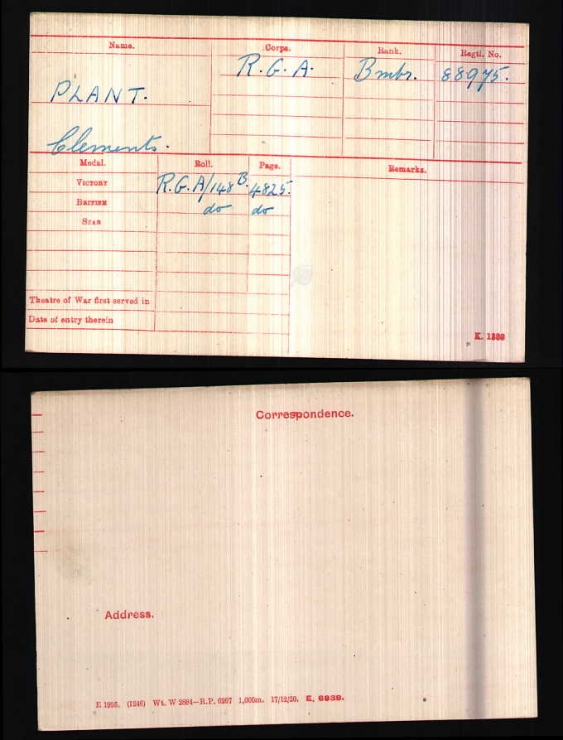 Name. Corps. Rank. Regtl. No.
R.G.A. Bmbr. 88975.
PLANT.
Clements.
Medal. Roll. Page. Remarks.
VICTORY R.G.A/148 B. 4825.
BRITISH do do
STAR
Theatre of War first served in
Date of entry therein
K. 1380
Correspondence.
Address.
E 1995. (1246) Wt. W 2884—R.P. 6267 1,000m. 17/12/20. E, 6939.